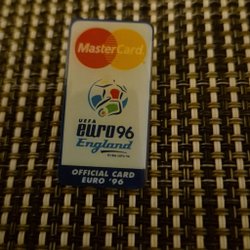 MasterCard
UEFA
EURO96
England
OFFICIAL CARD
EURO '96